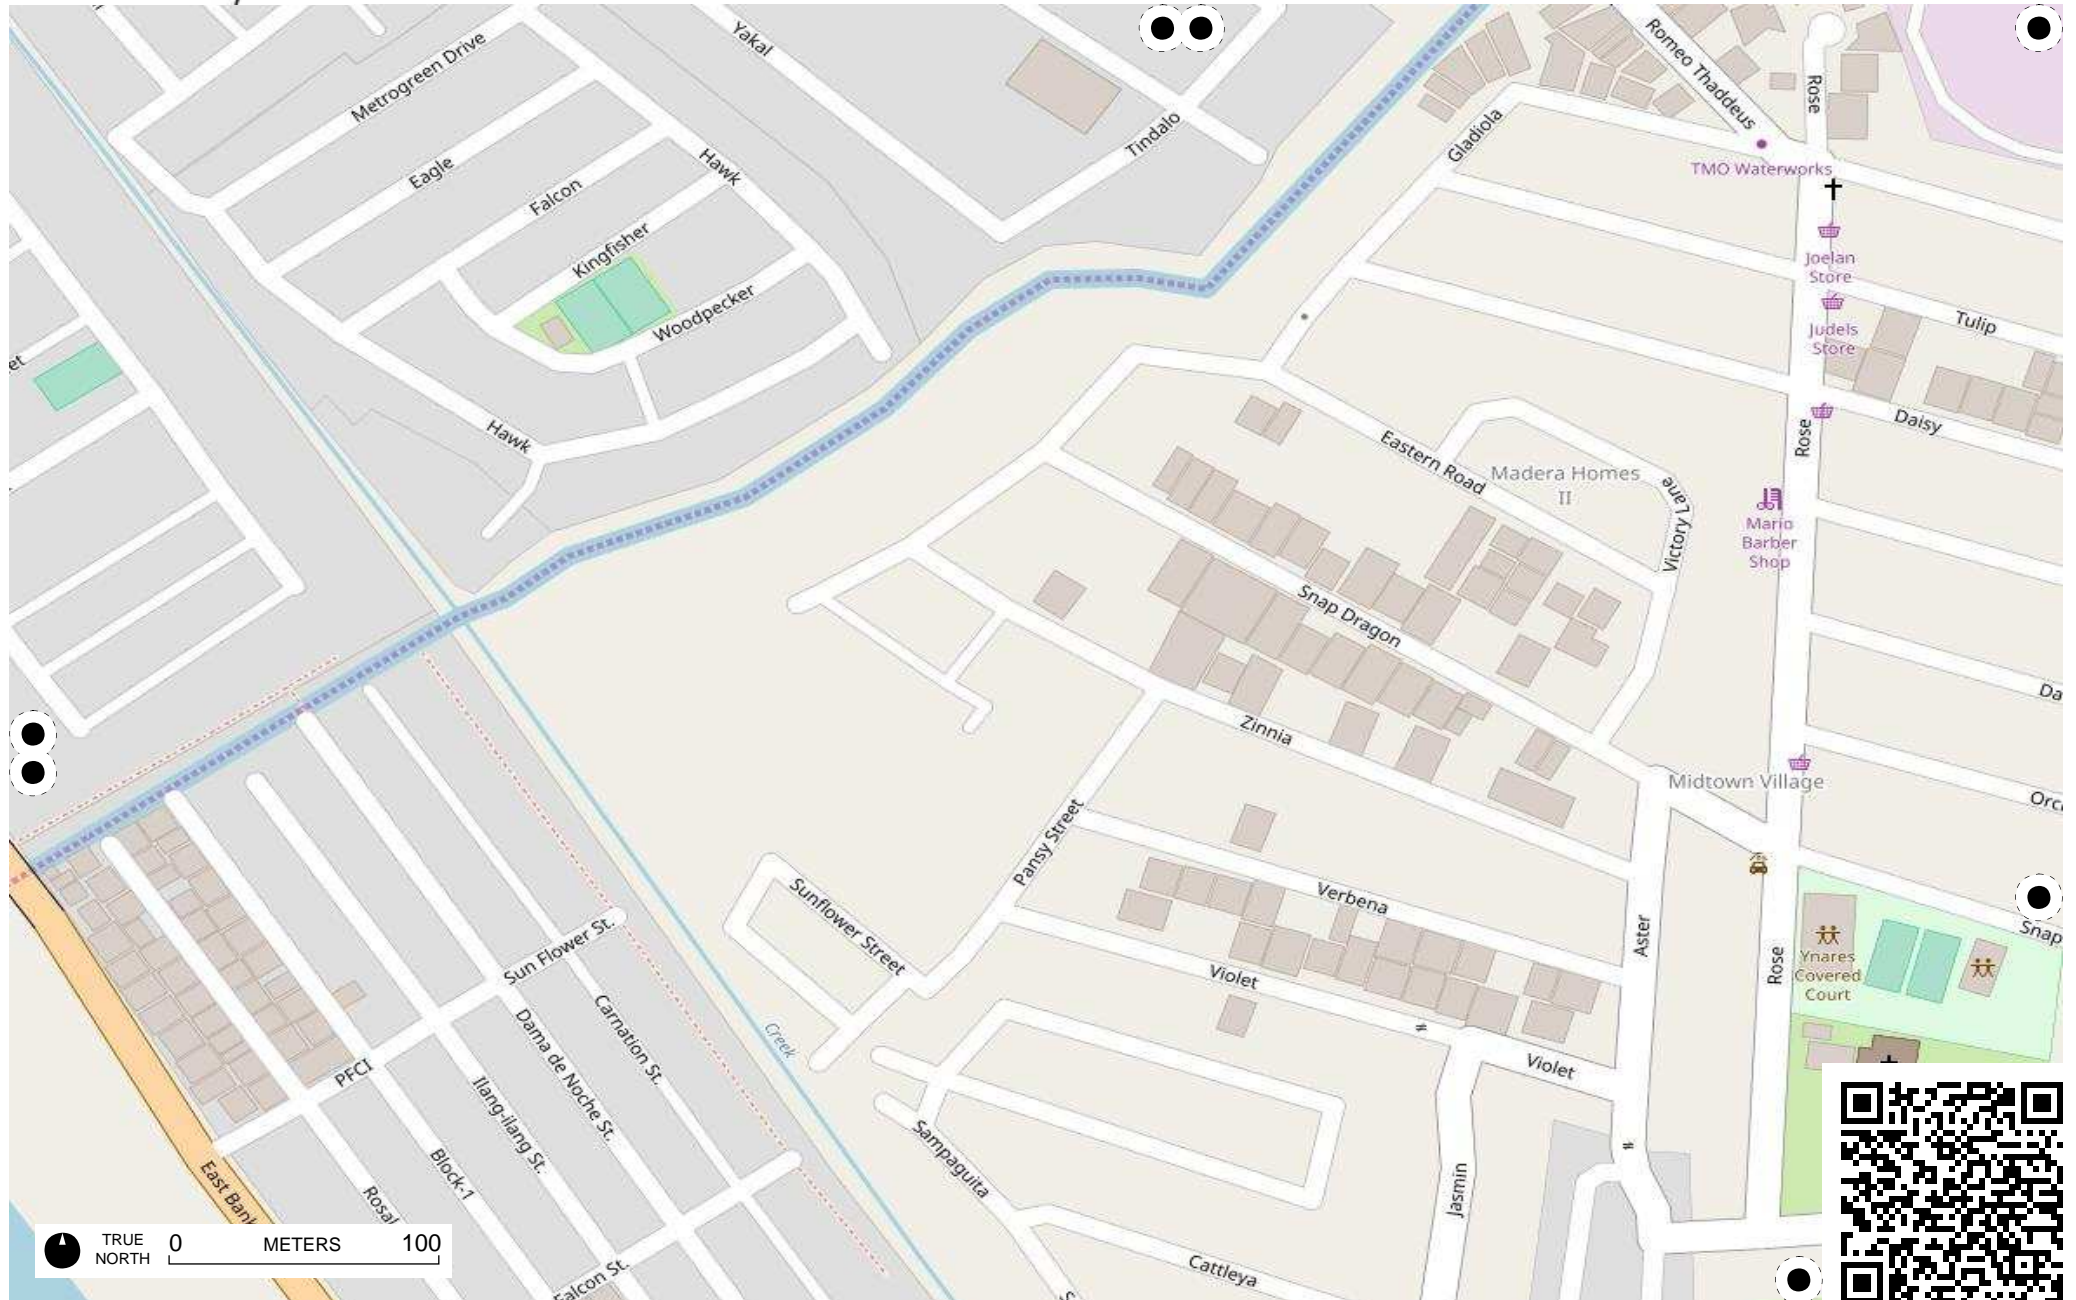 Yakal
Romeo Thaddeus
Rose
Metrogreen Drive
Eagle
Hawk
Tindalo
Gladiola
TMO Waterworks
Falcon
Kingfisher
Joelan
Store
Woodpecker
Judels
Store
Tulip
et
Daisy
Rose
Hawk
Eastern Road
Madera Homes
II
Victory Lane
Mario
Barber
Shop
Snap Dragon
Da
Zinnia
Midtown Village
Orc
Pansy Street
Sunflower Street
Verbena
Aster
Rose
Snap
Sun Flower St.
Ynares
Covered
Court
Violet
Creek
Carnation St.
Dama de Noche St.
PFCI
Violet
Ilang-ilang St.
Block-1
Sampaguita
Jasmin
East Bank
Rosal
TRUE
NORTH
0 METERS 100
Falcon St.
Cattleya
S